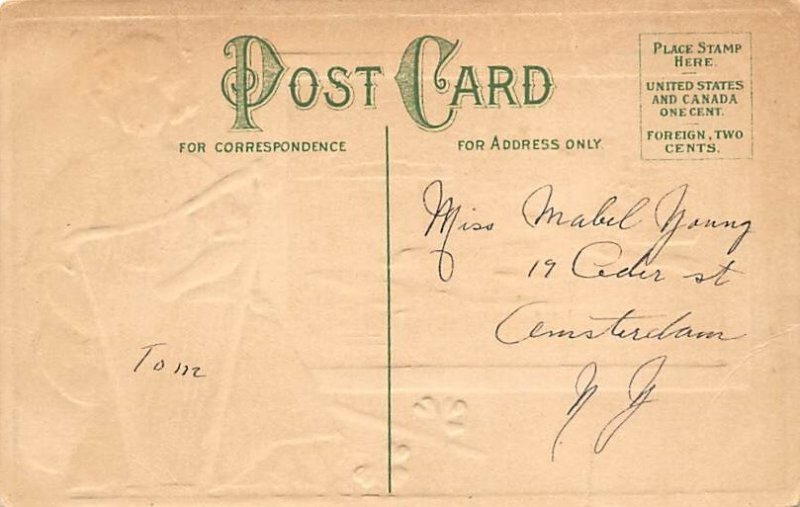 POST CARD
PLACE STAMP
HERE.
UNITED STATES
AND CANADA
ONE CENT.
FOREIGN, TWO
CENTS.
FOR CORRESPONDENCE
FOR ADDRESS ONLY.
Miss Mabel Young
19 Ceder st
Amsterdam
N Y
Tom